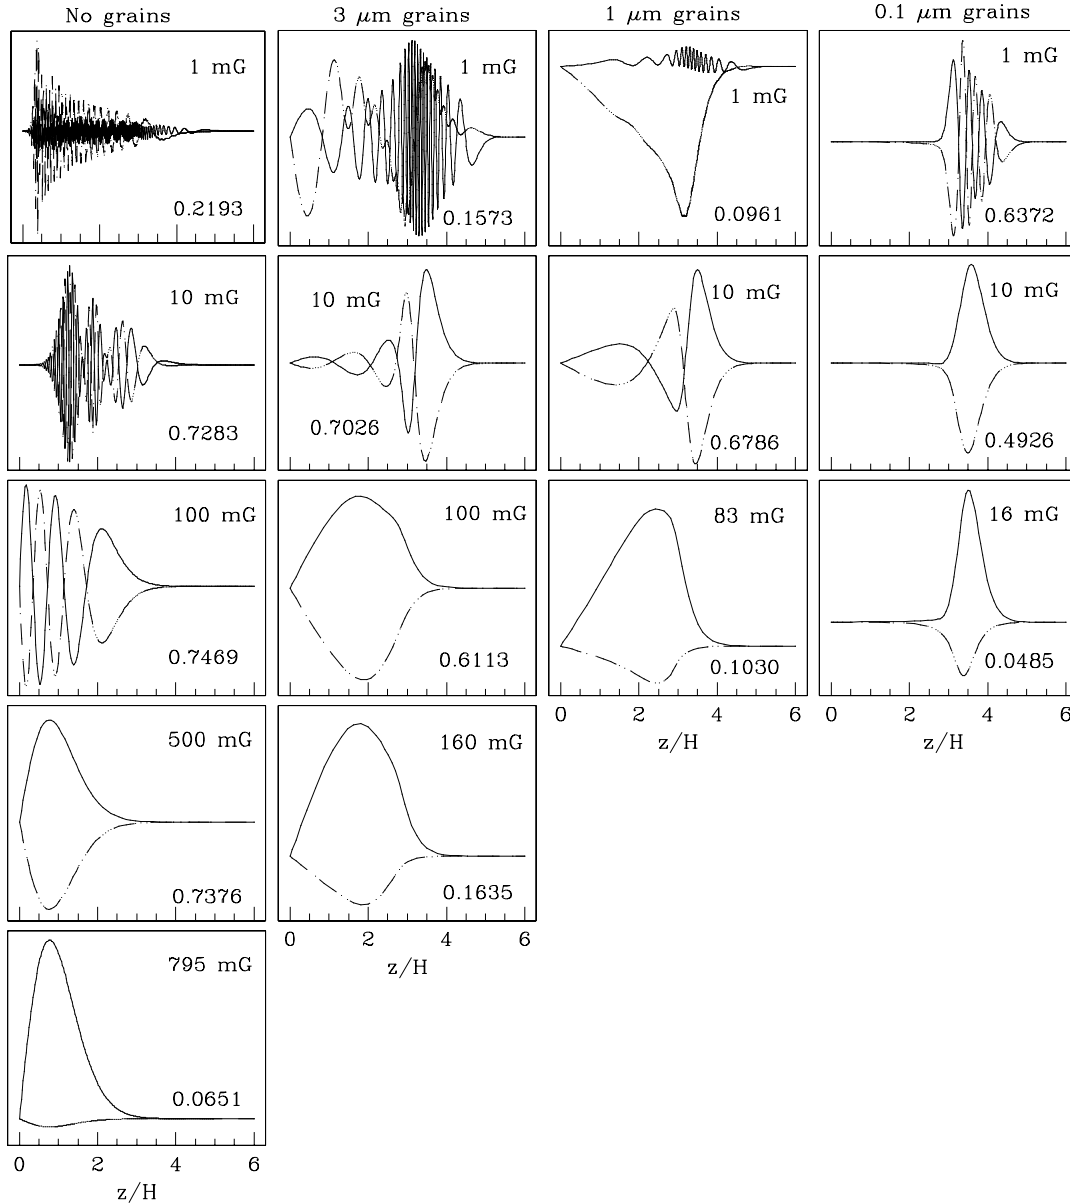 No grains
3 μm grains
1 μm grains
0.1 μm grains
1 mG
0.2193
1 mG
0.1573
1 mG
0.0961
1 mG
0.6372
10 mG
0.7283
10 mG
0.7026
10 mG
0.6786
10 mG
0.4926
100 mG
0.7469
100 mG
0.6113
83 mG
0.1030
0 2 4 6
z/H
16 mG
0.0485
0 2 4 6
z/H
500 mG
0.7376
160 mG
0.1635
0 2 4 6
z/H
795 mG
0.0651
0 2 4 6
z/H